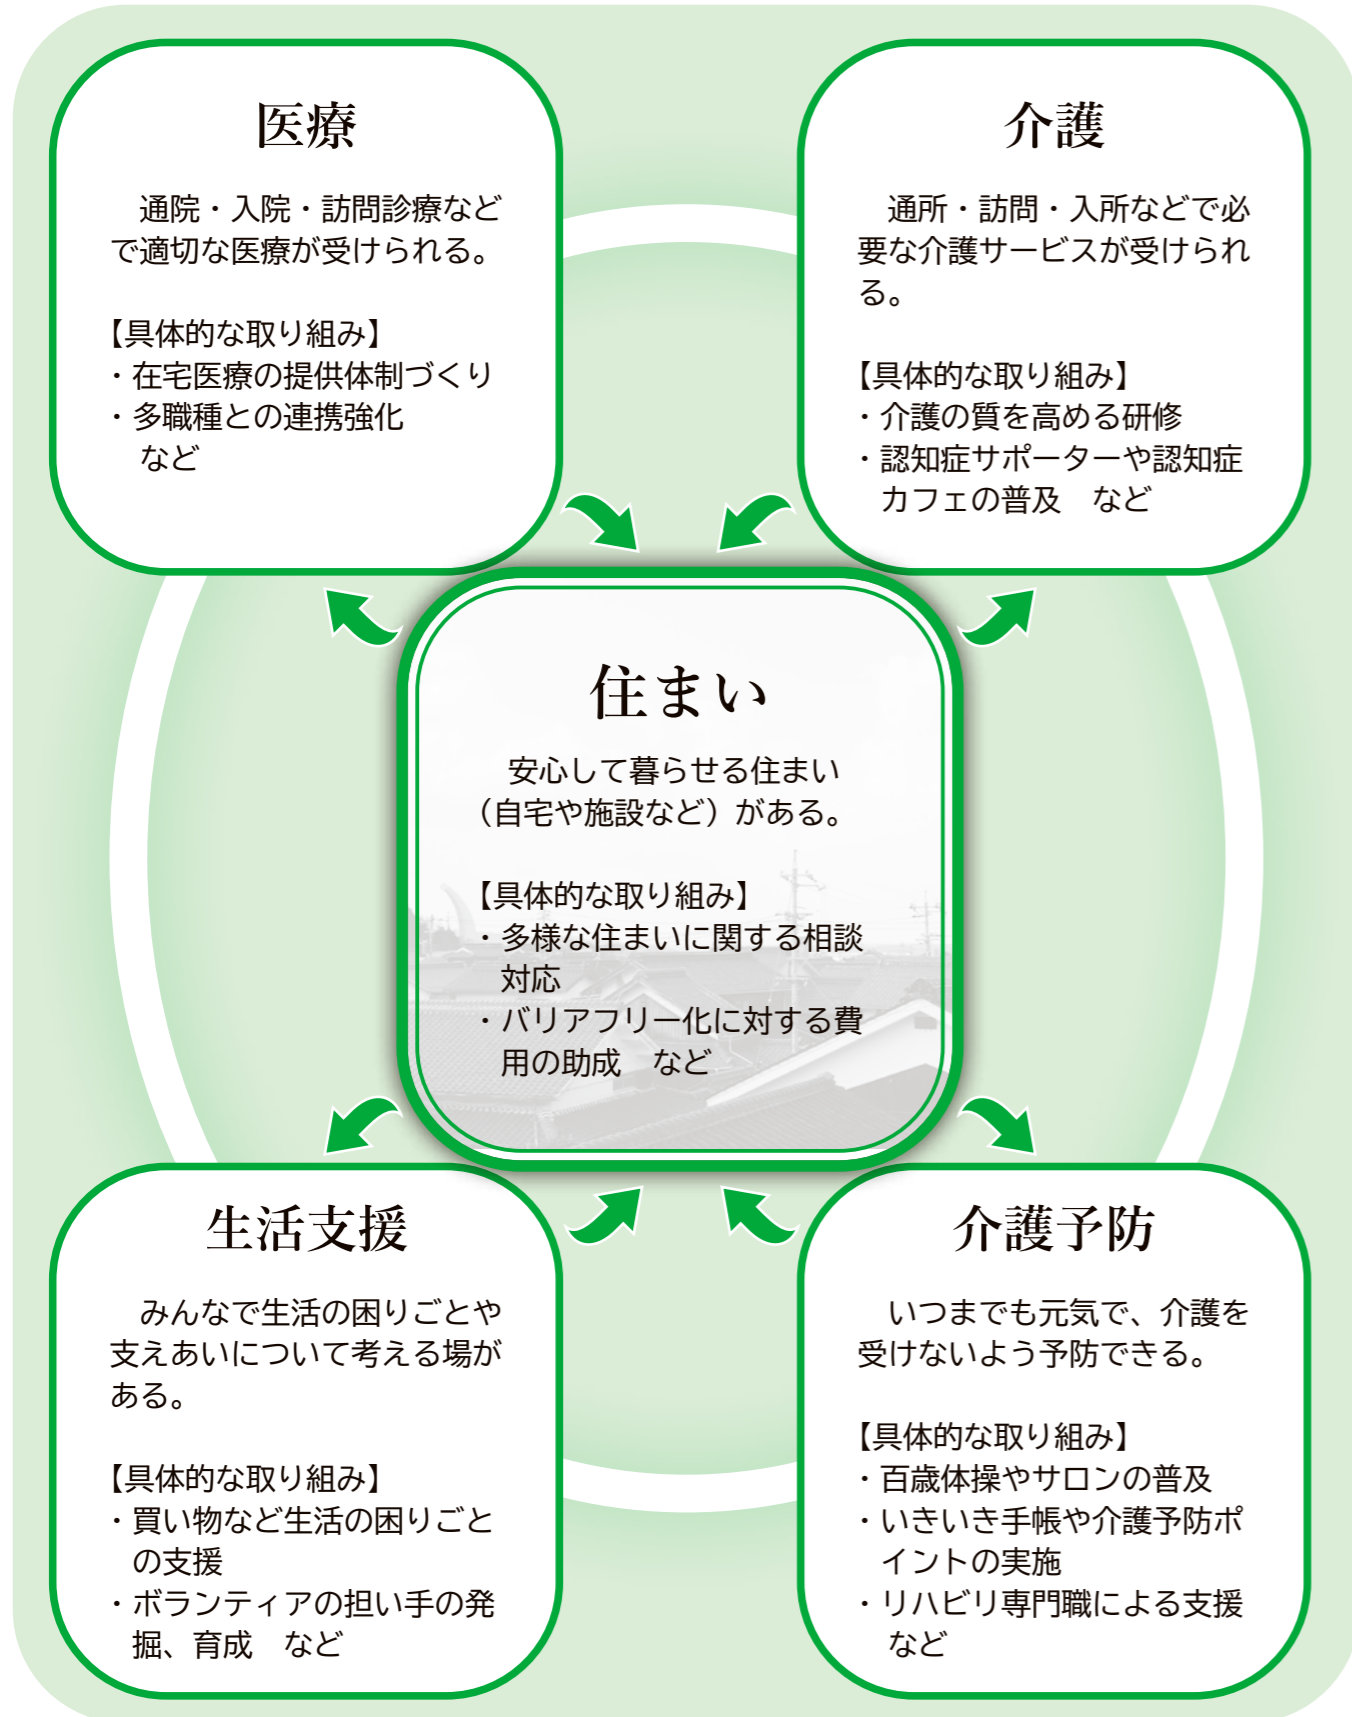 医療
通院・入院・訪問診療など
で適切な医療が受けられる。
【具体的な取り組み】
・在宅医療の提供体制づくり
・多職種との連携強化
など
介護
通所・訪問・入所などで必
要な介護サービスが受けられ
る。
【具体的な取り組み】
・介護の質を高める研修
・認知症サポーターや認知症
カフェの普及　など
住まい
安心して暮らせる住まい
（自宅や施設など）がある。
【具体的な取り組み】
・多様な住まいに関する相談
対応
・バリアフリー化に対する費
用の助成　など
生活支援
みんなで生活の困りごとや
支えあいについて考える場が
ある。
【具体的な取り組み】
・買い物など生活の困りごと
の支援
・ボランティアの担い手の発
掘、育成　など
介護予防
いつまでも元気で、介護を
受けないよう予防できる。
【具体的な取り組み】
・百歳体操やサロンの普及
・いきいき手帳や介護予防ポ
イントの実施
・リハビリ専門職による支援
など